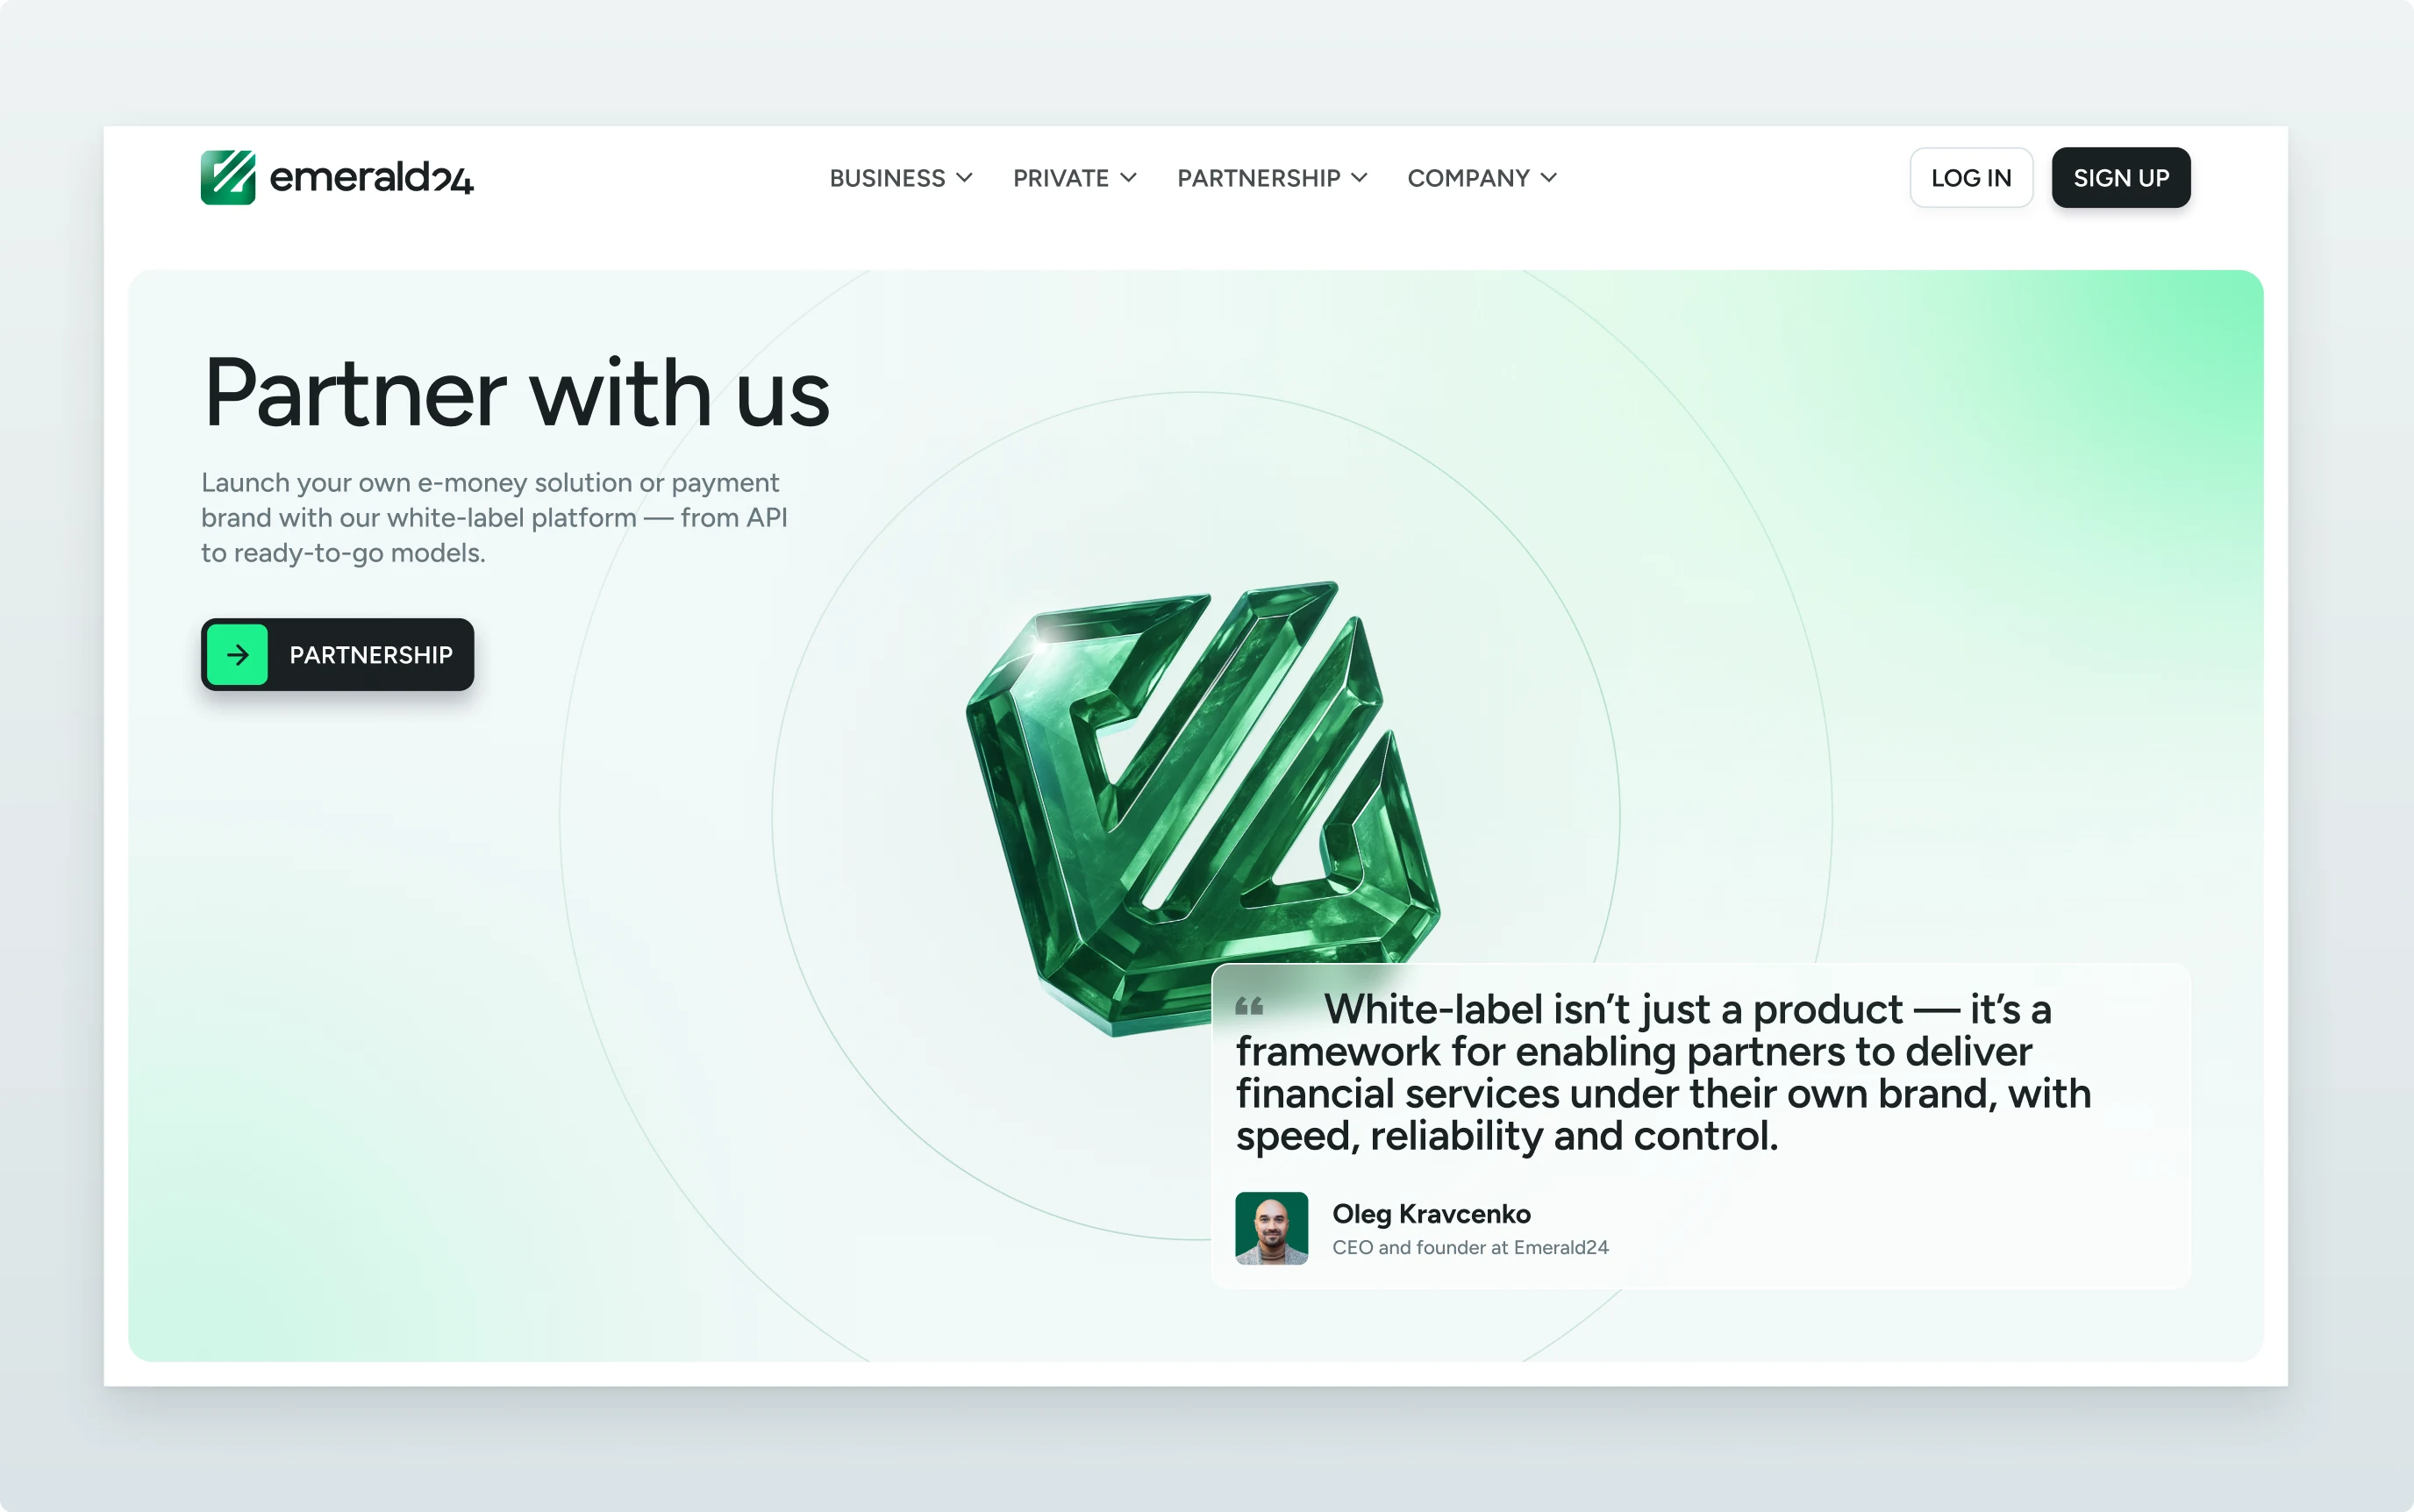 emerald24
BUSINESS
PRIVATE
PARTNERSHIP
COMPANY
LOG IN
SIGN UP
Partner with us
Launch your own e-money solution or payment
brand with our white-label platform — from API
to ready-to-go models.
PARTNERSHIP
“ White-label isn’t just a product — it’s a
framework for enabling partners to deliver
financial services under their own brand, with
speed, reliability and control.
Oleg Kravcenko
CEO and founder at Emerald24